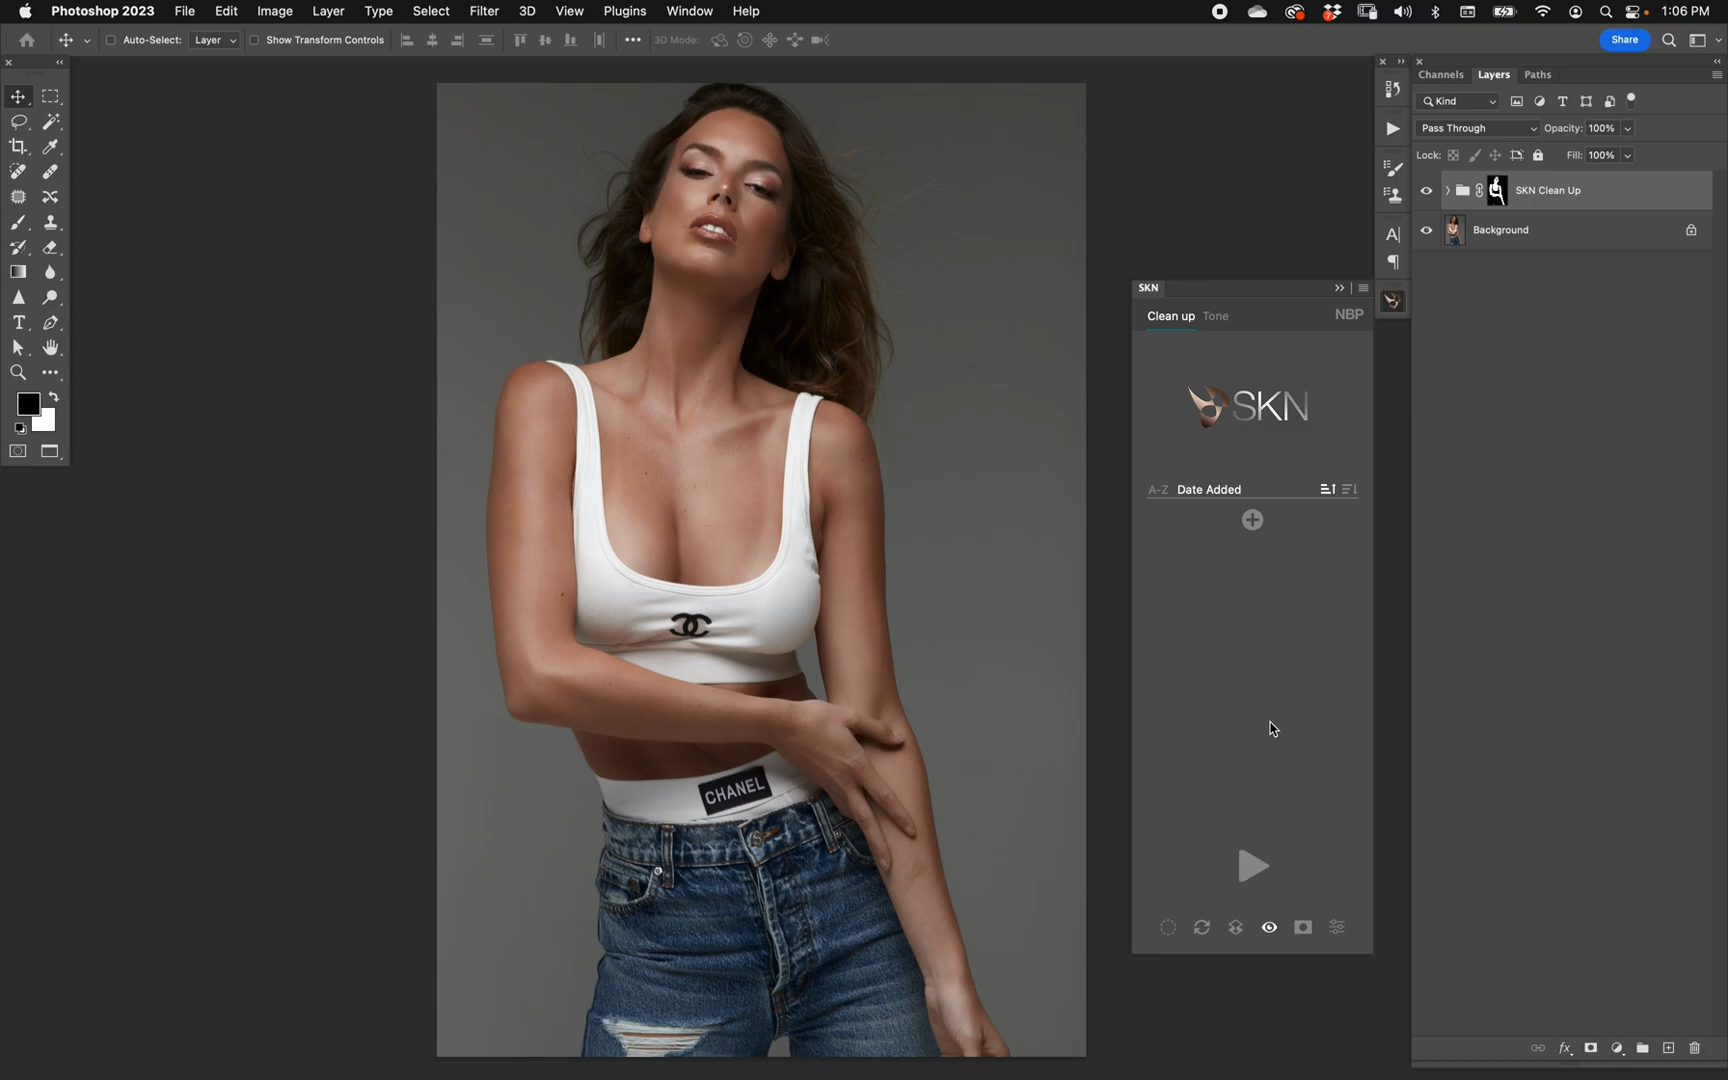 Photoshop 2023 File Edit Image Layer Type Select Filter 3D View Plugins Window Help 1:06 PM
Auto-Select: Layer Show Transform Controls 3D Mode: Share
Channels Layers Paths
Kind
Pass Through Opacity: 100%
Lock: Fill: 100%
SKN Clean Up
Background
SKN
Clean up Tone NBP
SKN
A-Z Date Added
CHANEL